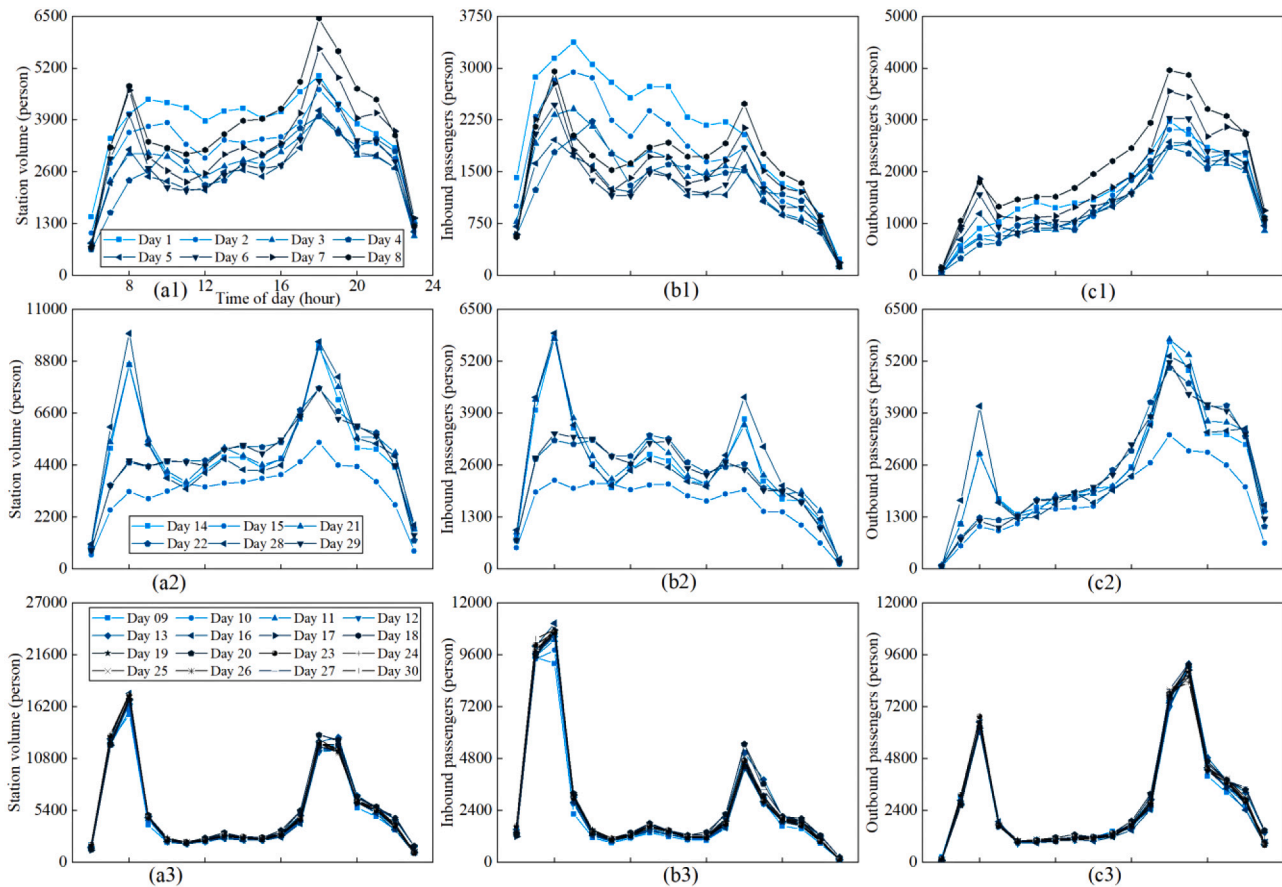 6500
5200
3900
2600
1300
0
Station volume (person)
Day 1 Day 2 Day 3 Day 4
Day 5 Day 6 Day 7 Day 8
8 12 16 20 24
(a1) Time of day (hour)
3750
3000
2250
1500
750
0
Inbound passengers (person)
(b1)
5000
4000
3000
2000
1000
0
Outbound passengers (person)
(c1)
11000
8800
6600
4400
2200
0
Station volume (person)
Day 14 Day 15 Day 21
Day 22 Day 28 Day 29
(a2)
6500
5200
3900
2600
1300
0
Inbound passengers (person)
(b2)
6500
5200
3900
2600
1300
0
Outbound passengers (person)
(c2)
27000
21600
16200
10800
5400
0
Station volume (person)
Day 09 Day 10 Day 11 Day 12
Day 13 Day 16 Day 17 Day 18
Day 19 Day 20 Day 23 Day 24
Day 25 Day 26 Day 27 Day 30
(a3)
12000
9600
7200
4800
2400
0
Inbound passengers (person)
(b3)
12000
9600
7200
4800
2400
0
Outbound passengers (person)
(c3)